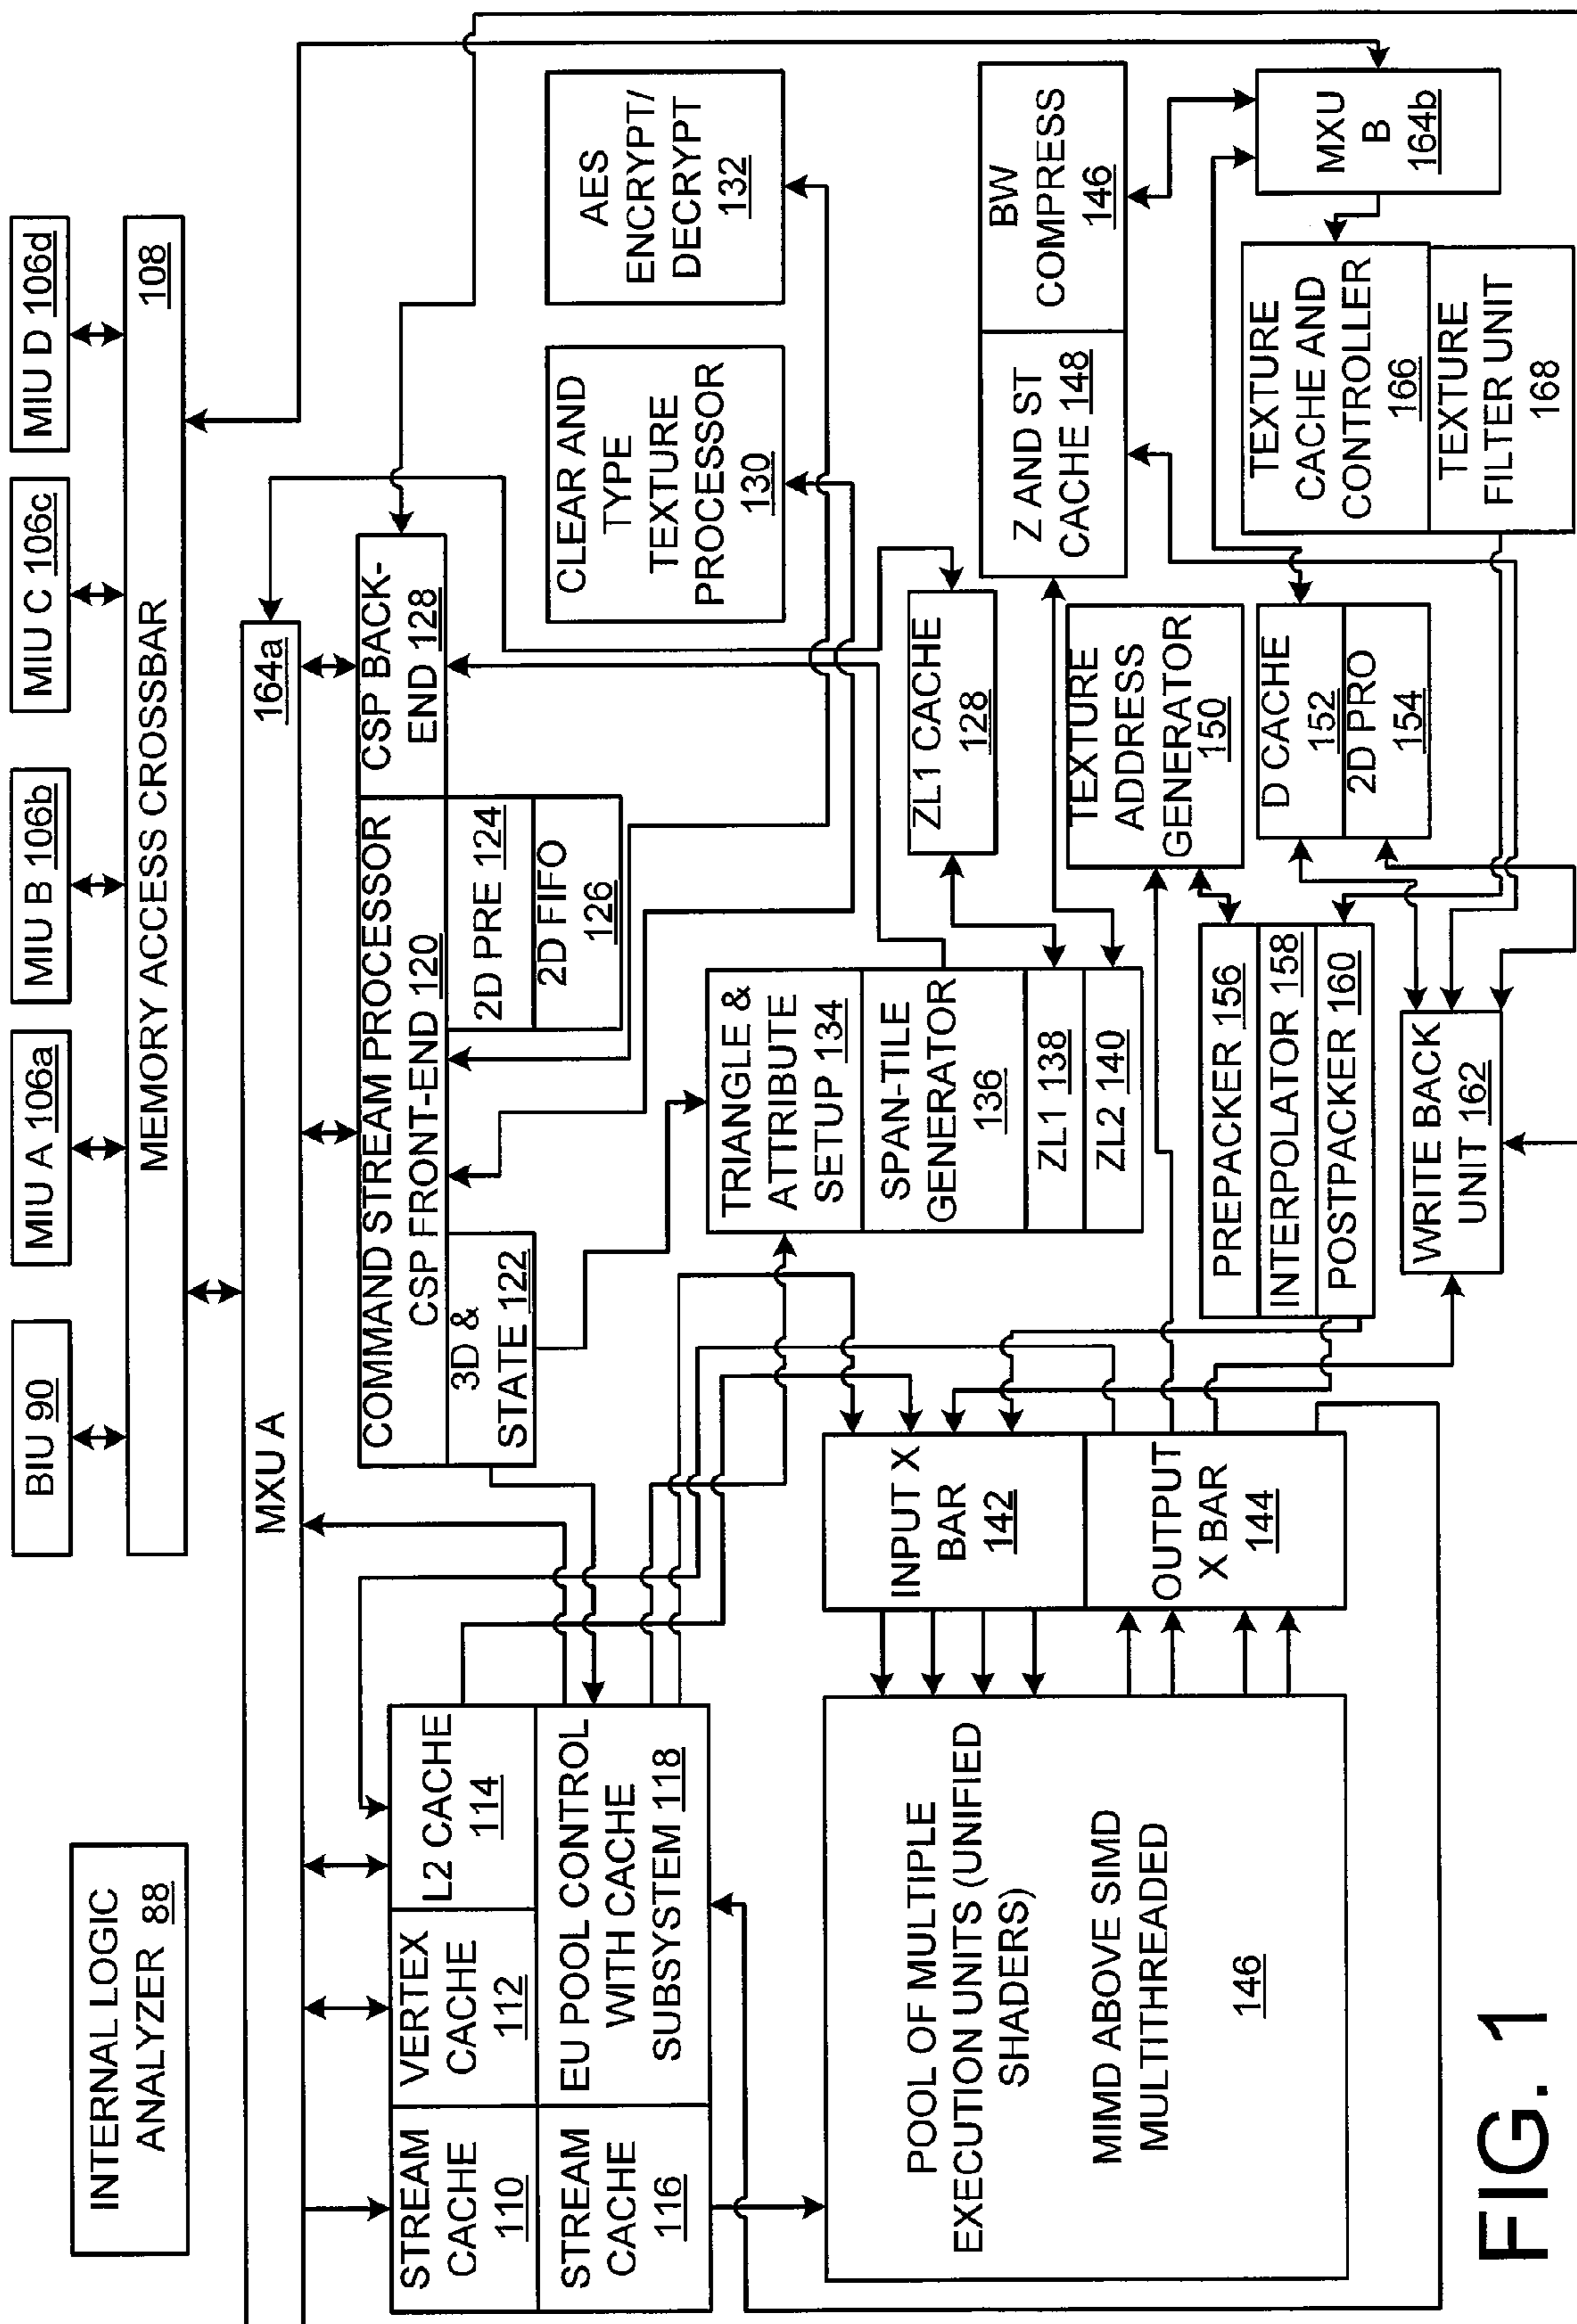 INTERNAL LOGIC
ANALYZER 88
BIU 90
MIU A 106a
MIU B 106b
MIU C 106c
MIU D 106d
MEMORY ACCESS CROSSBAR
108
MXU A
164a
STREAM
CACHE
110
VERTEX
CACHE
112
L2 CACHE
114
STREAM
CACHE
116
EU POOL CONTROL
WITH CACHE
SUBSYSTEM 118
COMMAND STREAM PROCESSOR
CSP FRONT-END 120
CSP BACK-
END 128
3D &
STATE 122
2D PRE 124
2D FIFO
126
CLEAR AND
TYPE
TEXTURE
PROCESSOR
130
AES
ENCRYPT/
DECRYPT
132
TRIANGLE &
ATTRIBUTE
SETUP 134
SPAN-TILE
GENERATOR
136
ZL1 138
ZL2 140
ZL1 CACHE
128
Z AND ST
CACHE 148
BW
COMPRESS
146
POOL OF MULTIPLE
EXECUTION UNITS (UNIFIED
SHADERS)
MIMD ABOVE SIMD
MULTITHREADED
146
INPUT X
BAR
142
OUTPUT
X BAR
144
TEXTURE
ADDRESS
GENERATOR
150
PREPACKER 156
INTERPOLATOR 158
POSTPACKER 160
D CACHE
152
2D PRO
154
WRITE BACK
UNIT 162
MXU
B
164b
TEXTURE
CACHE AND
CONTROLLER
166
TEXTURE
FILTER UNIT
168
FIG. 1